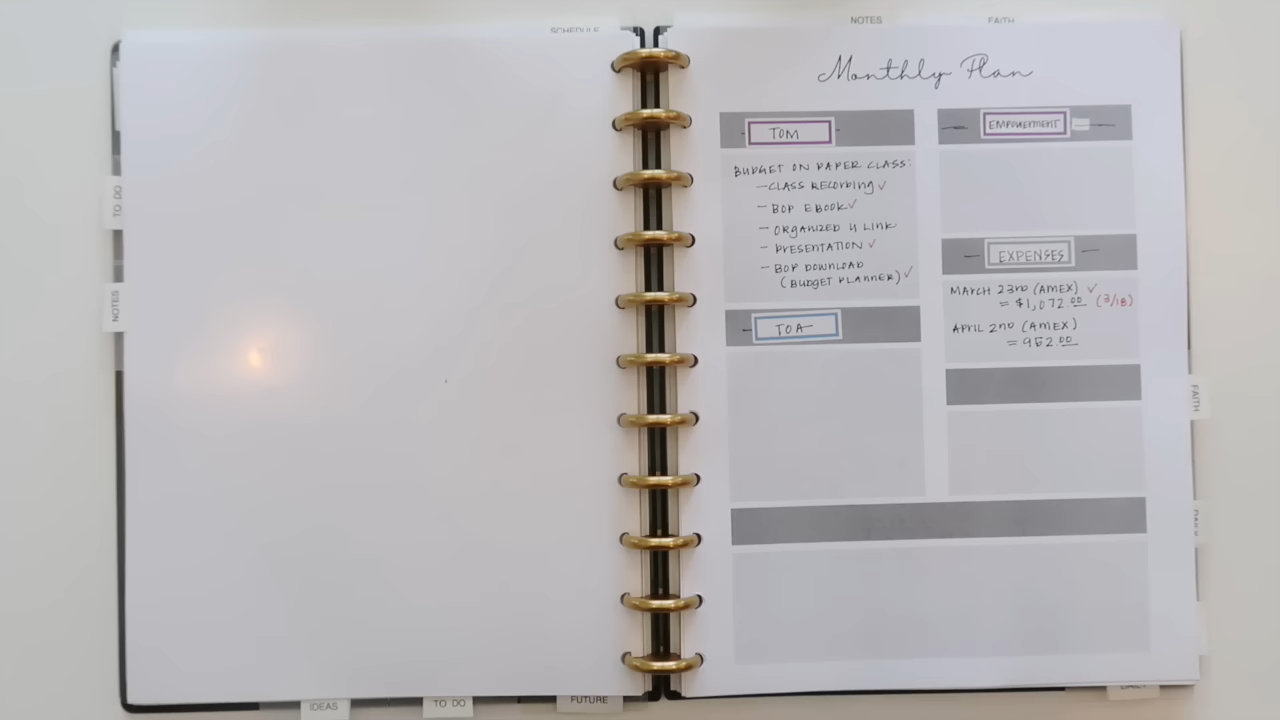 SCHEDULE
NOTES
FAITH
Monthly Plan
TOM
BUDGET ON PAPER CLASS:
- CLASS RECORDING ✓
- BOP EBOOK ✓
- ORGANIZED U LINK
- PRESENTATION ✓
- BOP DOWNLOAD
(BUDGET PLANNER) ✓
TOA
EMPOWERMENT
EXPENSES
MARCH 23RD (AMEX) ✓
= $1,072.00 (3/18)
APRIL 2ND (AMEX)
= 952.00
TO DO
NOTES
FAITH
DAILY
IDEAS
TO DO
FUTURE
DAILY